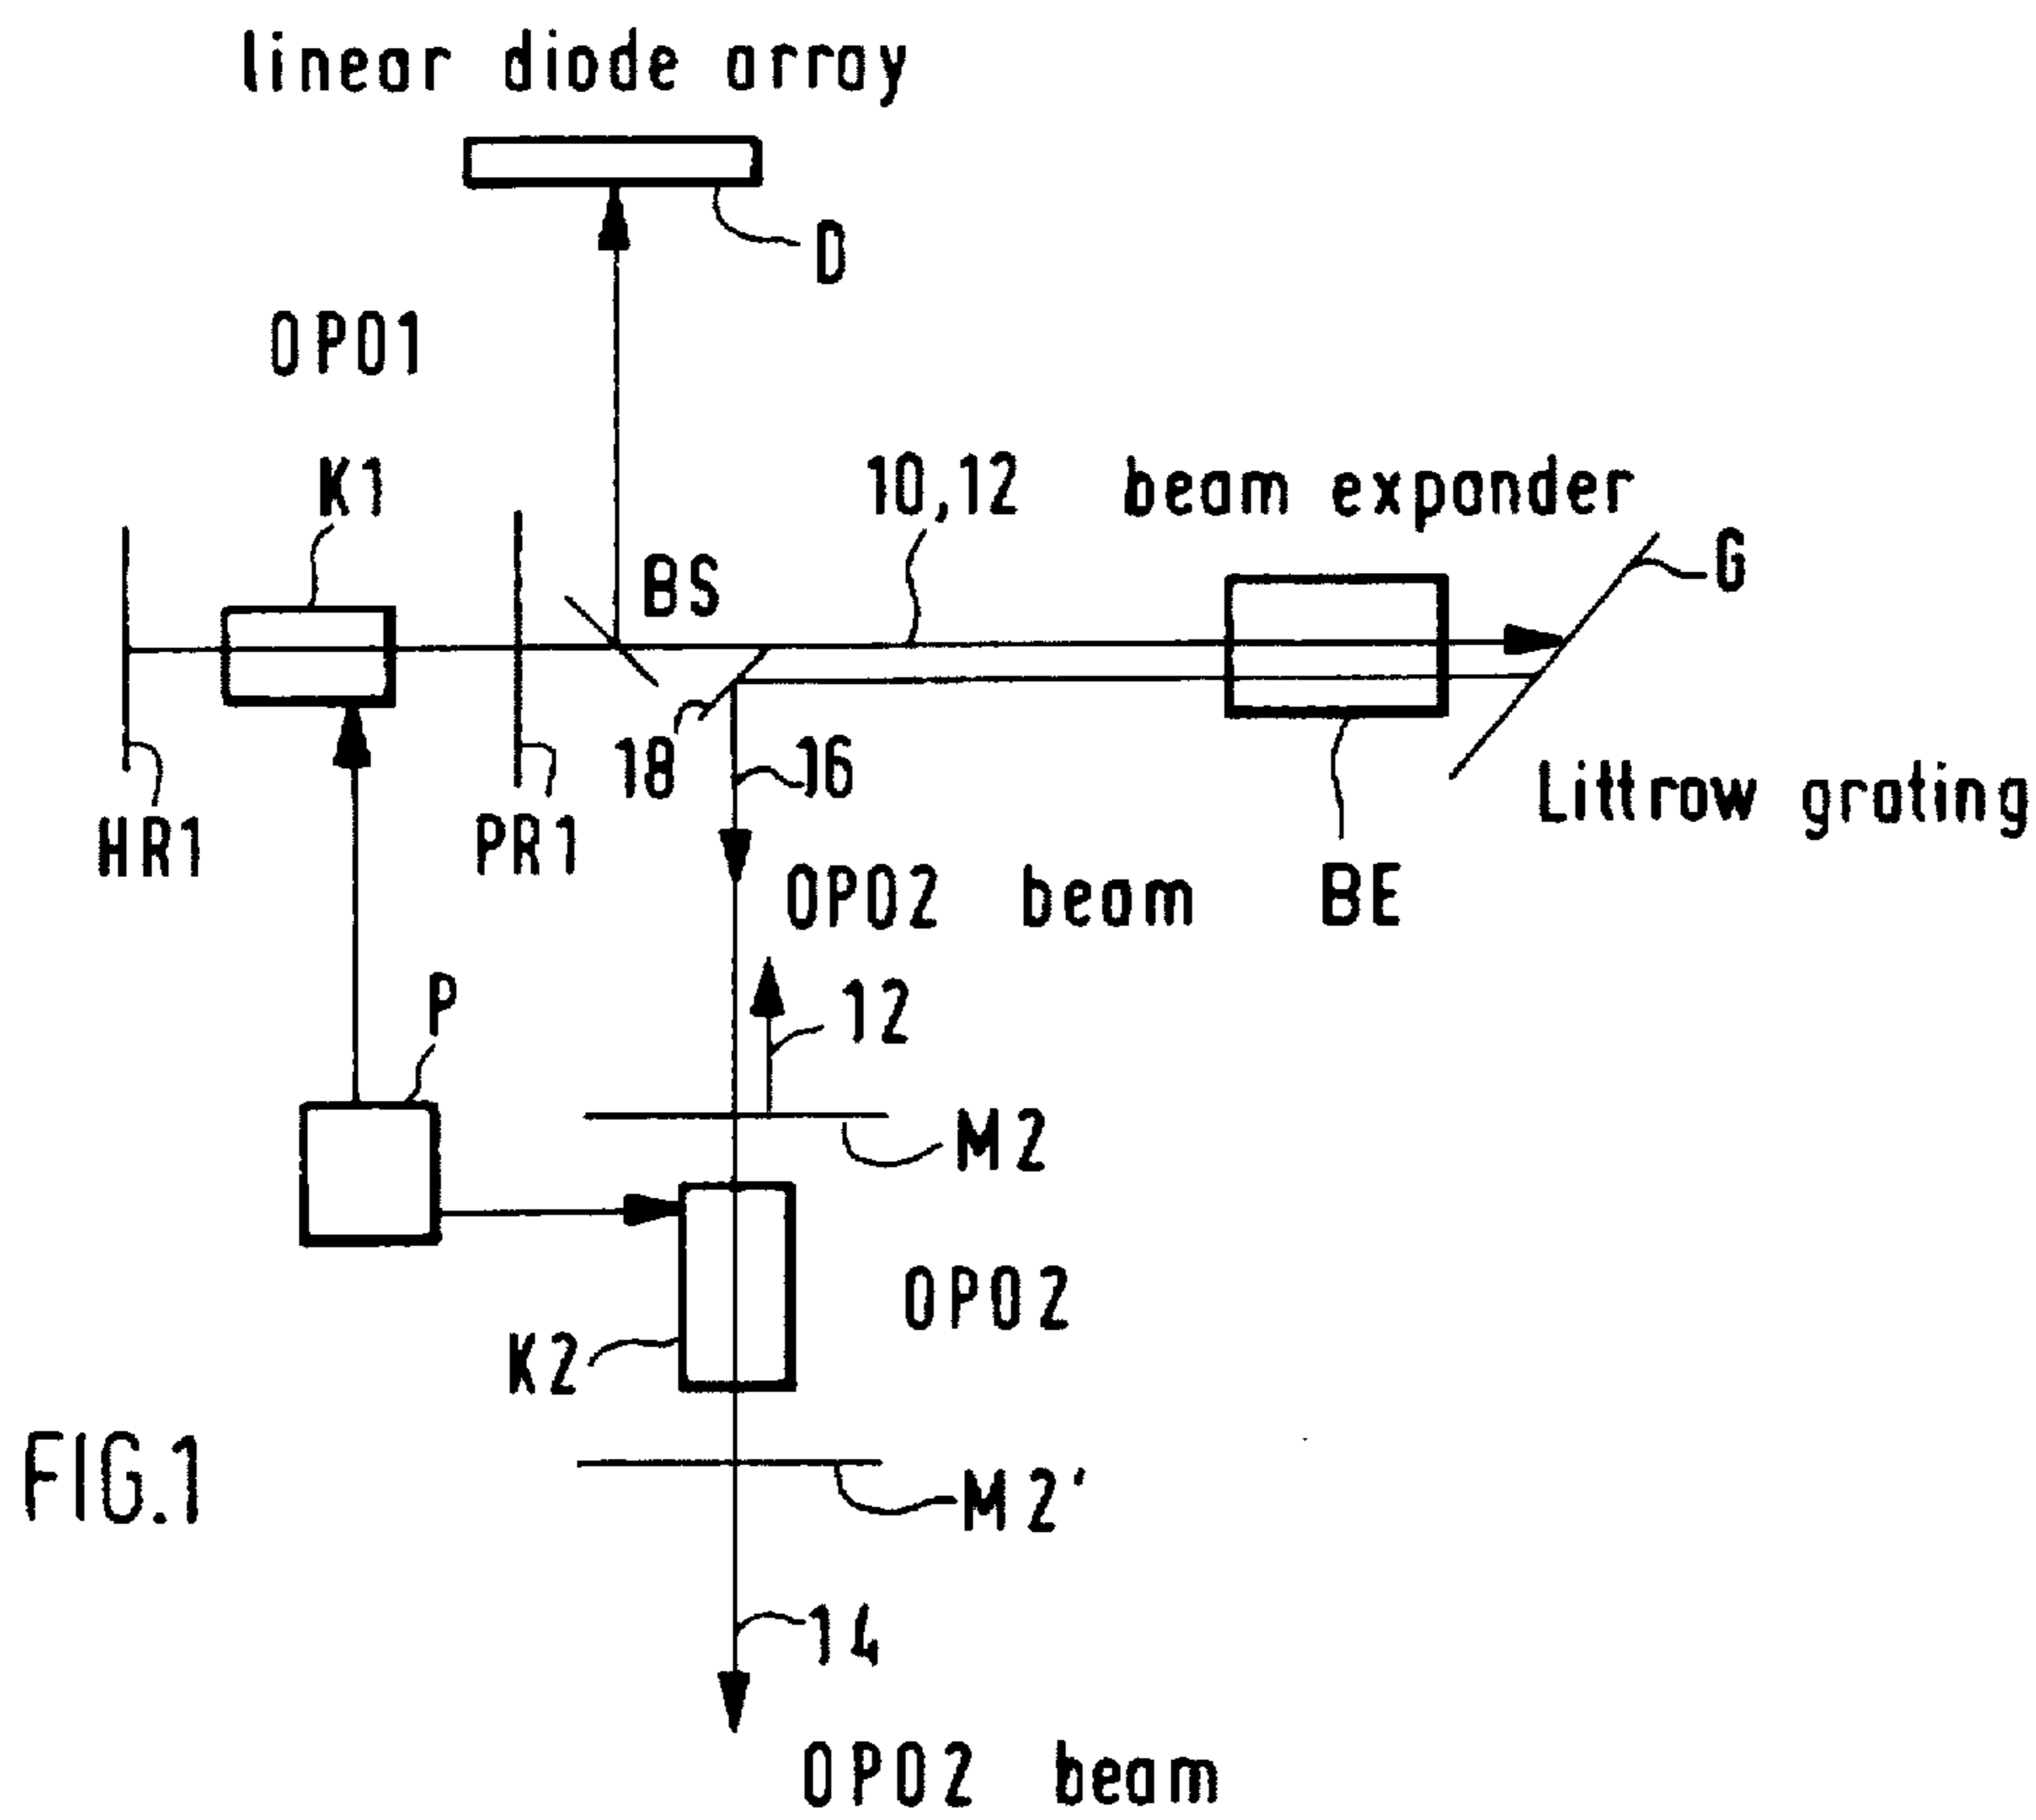 linear diode array
D
OPO1
K1
10,12
beam expander
G
BS
18
16
HR1
PR1
Littrow grating
OPO2 beam
BE
P
12
M2
OPO2
K2
FIG.1
M2'
14
OPO2 beam